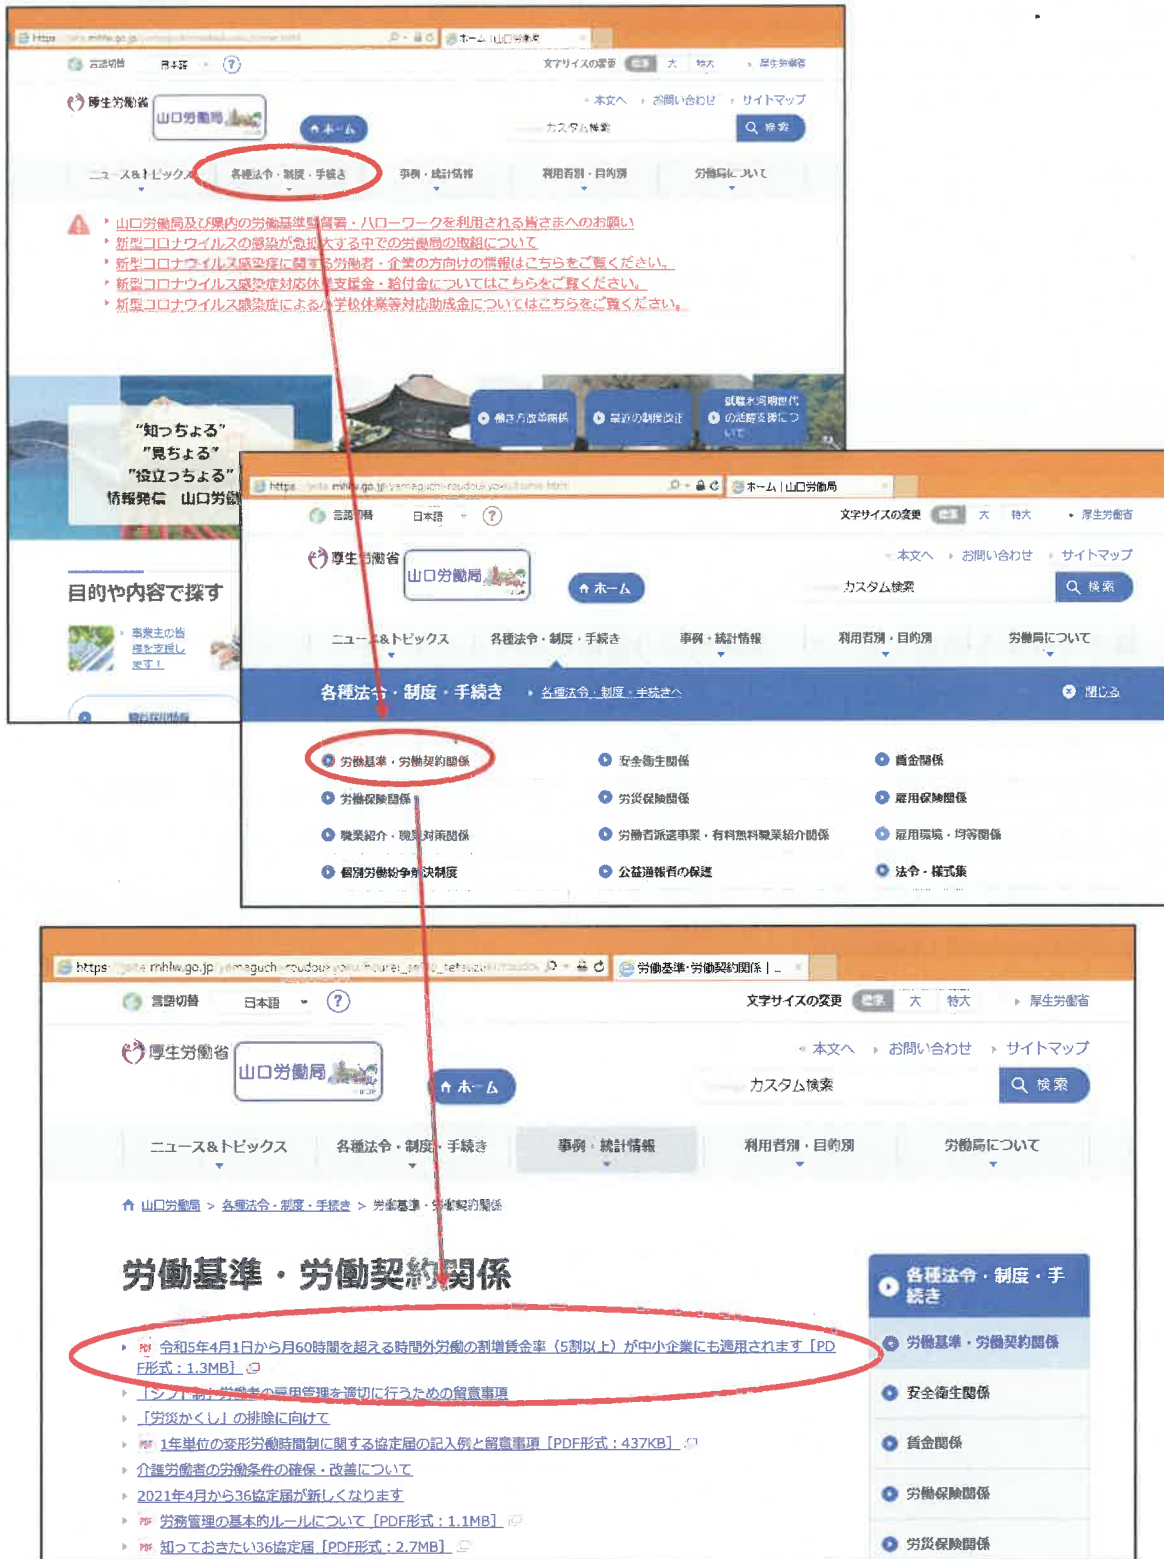 言語切替 日本語 ?
文字サイズの変更 標準 大 特大 厚生労働省
厚生労働省
山口労働局
ホーム
本文へ お問い合わせ サイトマップ
カスタム検索 検索
ニュース&トピックス 各種法令・制度・手続き 事例・統計情報 利用者別・目的別 労働局について
山口労働局及び県内の労働基準監督署・ハローワークを利用される皆さまへのお願い
新型コロナウイルスの感染が急拡大する中での労働局の取組について
新型コロナウイルス感染症に関する労働者・企業の方向けの情報はこちらをご覧ください。
新型コロナウイルス感染症対応休業支援金・給付金についてはこちらをご覧ください。
新型コロナウイルス感染症による小学校休業等対応助成金についてはこちらをご覧ください。
働き方改革関係 最近の制度改正 就職氷河期世代
の活躍支援につ
いて
"知っちょる"
"見ちょる"
"役立っちょる"
情報発信 山口労働
目的や内容で探す
事業主の皆
様を支援し
ます!
ホーム | 山口労働局
言語切替 日本語 ?
文字サイズの変更 標準 大 特大 厚生労働省
厚生労働省
山口労働局
ホーム
本文へ お問い合わせ サイトマップ
カスタム検索 検索
ニュース&トピックス 各種法令・制度・手続き 事例・統計情報 利用者別・目的別 労働局について
各種法令・制度・手続き 各種法令・制度・手続きへ 閉じる
労働基準・労働契約関係 安全衛生関係 賃金関係
労働保険関係 労災保険関係 雇用保険関係
職業紹介・職業対策関係 労働者派遣事業・有料無料職業紹介関係 雇用環境・均等関係
個別労働紛争解決制度 公益通報者の保護 法令・様式集
労働基準・労働契約関係 | ...
言語切替 日本語 ?
文字サイズの変更 標準 大 特大 厚生労働省
厚生労働省
山口労働局
ホーム
本文へ お問い合わせ サイトマップ
カスタム検索 検索
ニュース&トピックス 各種法令・制度・手続き 事例・統計情報 利用者別・目的別 労働局について
山口労働局 > 各種法令・制度・手続き > 労働基準・労働契約関係
労働基準・労働契約関係
令和5年4月1日から月60時間を超える時間外労働の割増賃金率(5割以上)が中小企業にも適用されます [PD
F形式:1.3MB]
「シフト制」労働者の雇用管理を適切に行うための留意事項
「労災かくし」の排除に向けて
1年単位の変形労働時間制に関する協定届の記入例と留意事項 [PDF形式:437KB]
介護労働者の労働条件の確保・改善について
2021年4月から36協定届が新しくなります
労務管理の基本的ルールについて [PDF形式:1.1MB]
知っておきたい36協定届 [PDF形式:2.7MB]
各種法令・制度・手
続き
労働基準・労働契約関係
安全衛生関係
賃金関係
労働保険関係
労災保険関係